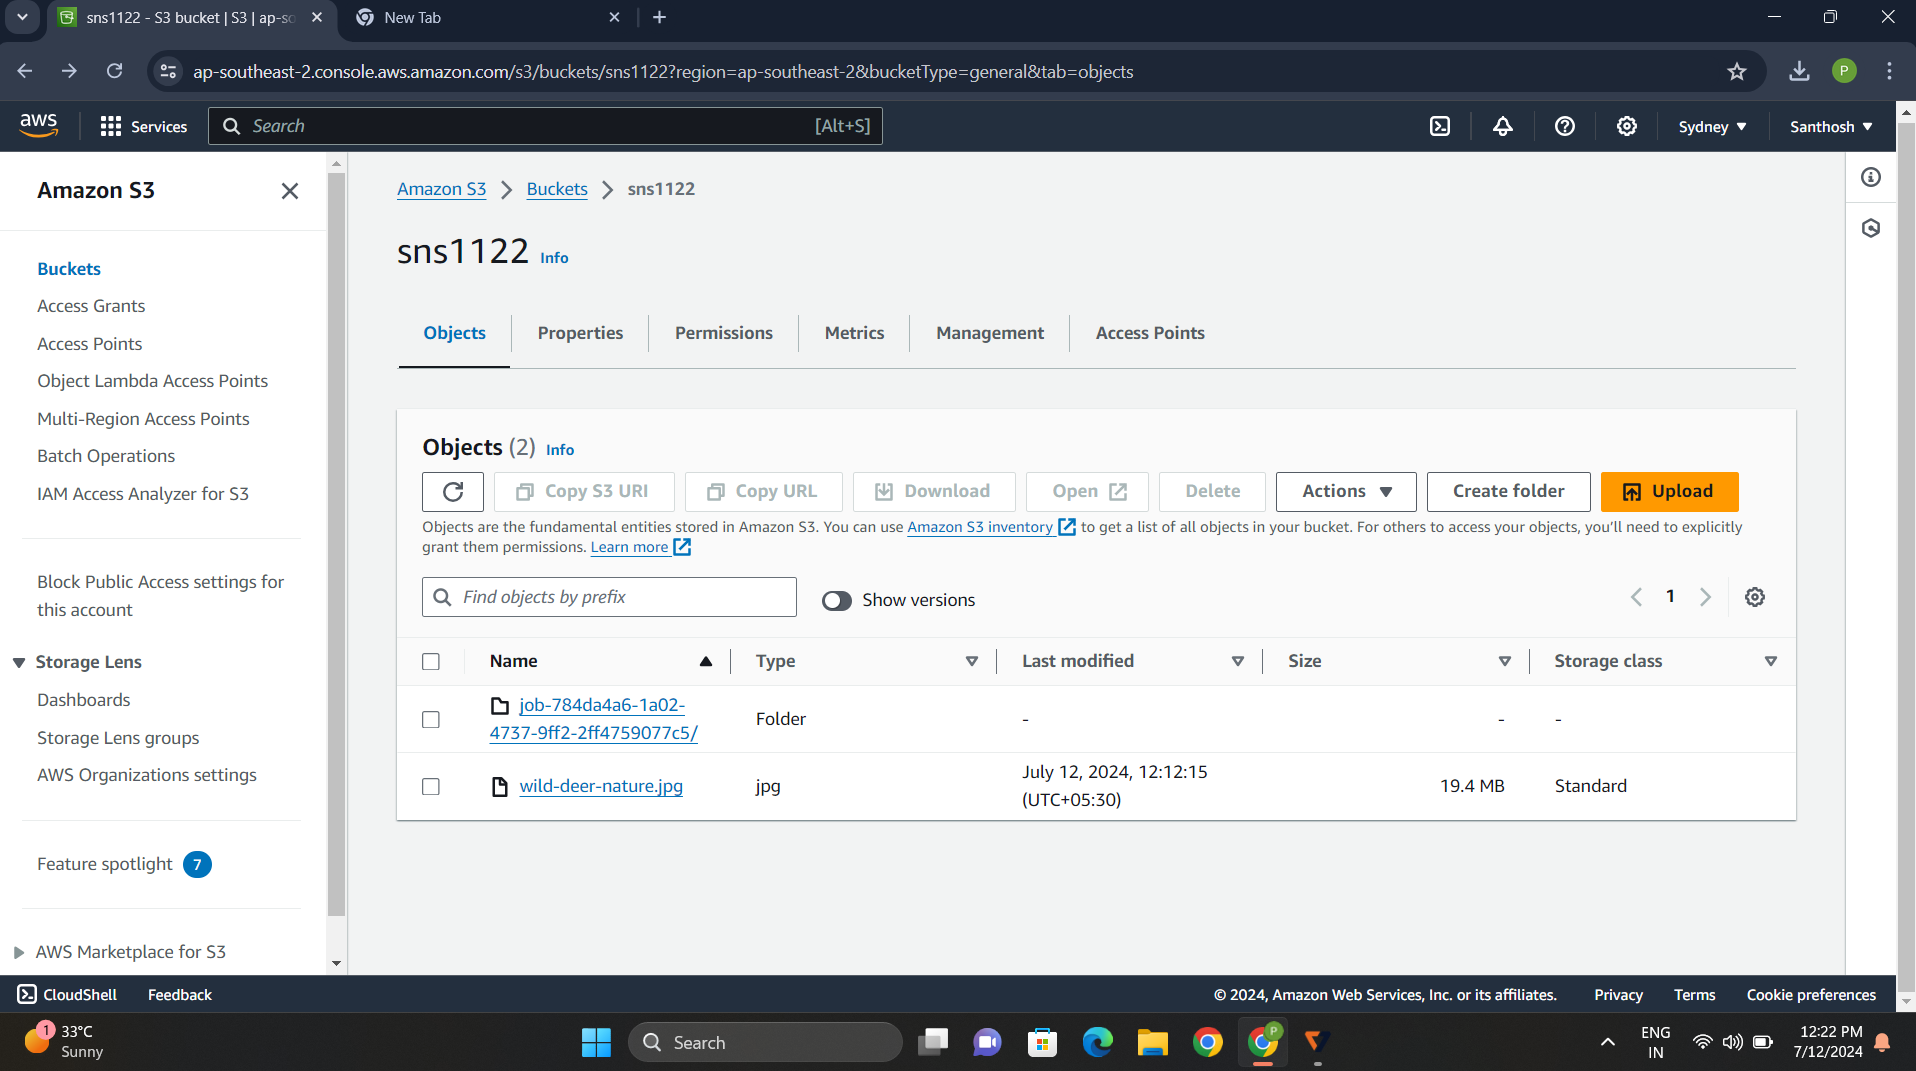 sns1122 - S3 bucket | S3 | ap-so
New Tab
ap-southeast-2.console.aws.amazon.com/s3/buckets/sns1122?region=ap-southeast-2&bucketType=general&tab=objects
P
aws
Services
Search
[Alt+S]
Sydney
Santhosh
Amazon S3
Buckets
Access Grants
Access Points
Object Lambda Access Points
Multi-Region Access Points
Batch Operations
IAM Access Analyzer for S3
Block Public Access settings for
this account
Storage Lens
Dashboards
Storage Lens groups
AWS Organizations settings
Feature spotlight 7
AWS Marketplace for S3
Amazon S3 > Buckets > sns1122
sns1122 Info
Objects
Properties
Permissions
Metrics
Management
Access Points
Objects (2) Info
Copy S3 URI
Copy URL
Download
Open
Delete
Actions
Create folder
Upload
Objects are the fundamental entities stored in Amazon S3. You can use Amazon S3 inventory to get a list of all objects in your bucket. For others to access your objects, you'll need to explicitly
grant them permissions. Learn more
Find objects by prefix
Show versions
1
Name
Type
Last modified
Size
Storage class
job-784da4a6-1a02-
4737-9ff2-2ff4759077c5/
Folder
-
-
-
wild-deer-nature.jpg
jpg
July 12, 2024, 12:12:15
(UTC+05:30)
19.4 MB
Standard
CloudShell
Feedback
© 2024, Amazon Web Services, Inc. or its affiliates.
Privacy
Terms
Cookie preferences
1
33°C
Sunny
Search
P
ENG
IN
12:22 PM
7/12/2024